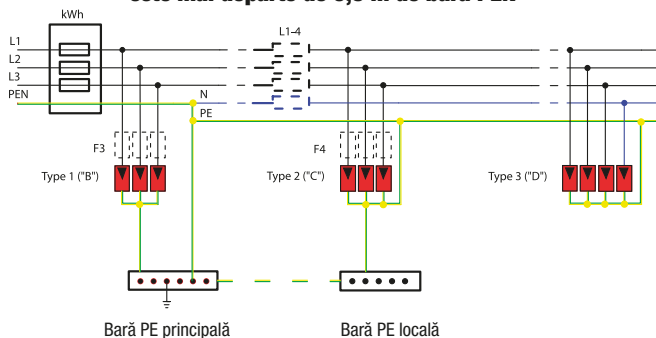 este mai departe de 0,5 m de bara PEN
kWh
L1
L2
L3
PEN
L1-4
N
PE
F3
F4
Type 1 ("B")
Type 2 ("C")
Type 3 ("D")
Bară PE principală
Bară PE locală